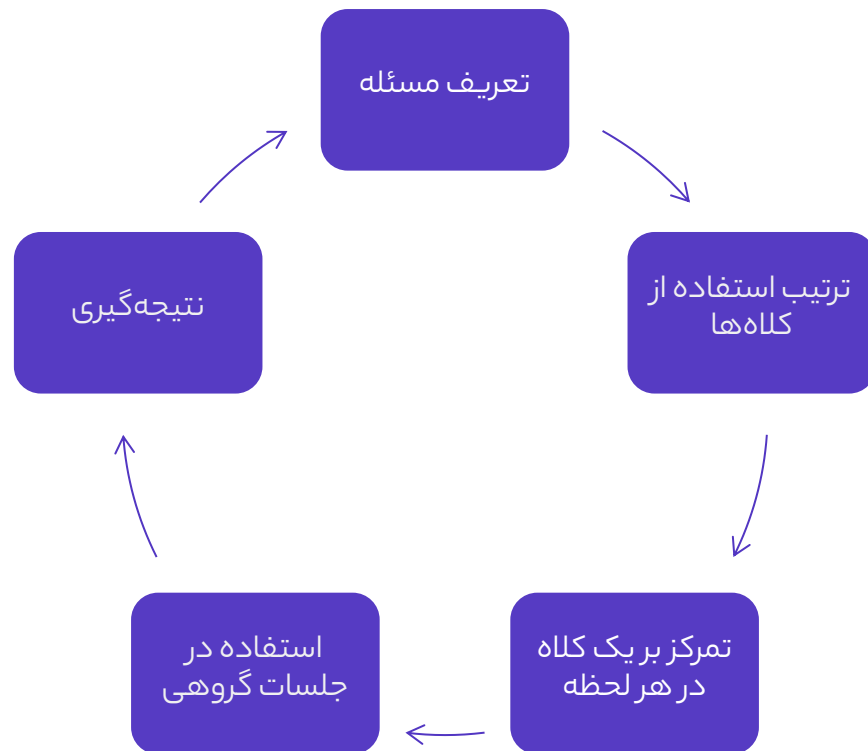 تعریف مسئله
ترتیب استفاده از
کلاه‌ها
تمرکز بر یک کلاه
در هر لحظه
استفاده در
جلسات گروهی
نتیجه‌گیری